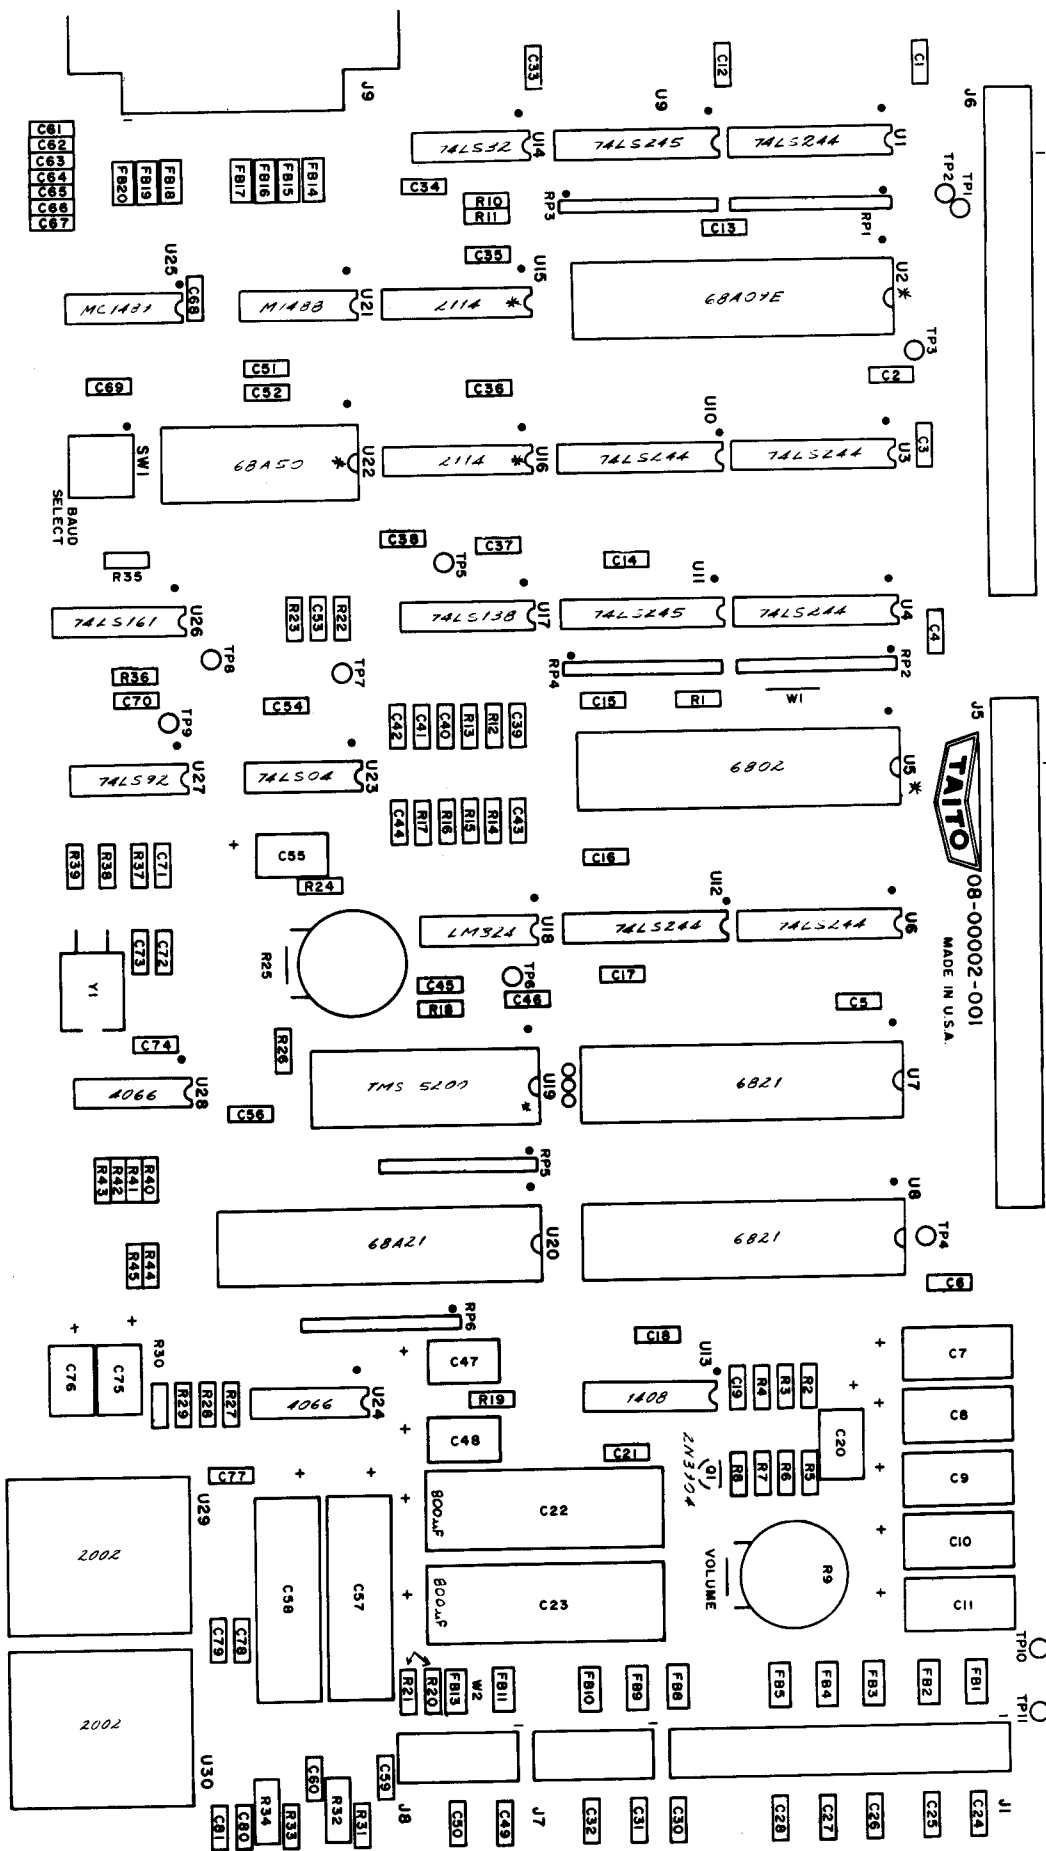 C33
C12
C1
J9
J6
U9
U14
74LS32
74LS245
74LS244
U1
TP2
TP1
C61
C62
C63
C64
C65
C66
C67
FB20
FB19
FB18
FB17
FB16
FB15
FB14
C34
R10
R11
RP3
RP1
C13
U25
C68
C35
U15
U2*
MC1489
M1488
U21
2114 *
68A09E
TP3
C51
C52
C69
C36
C2
C3
U10
SW1
BAUD
SELECT
68A50 *
U22
2114 *
U16
74LS244
74LS244
U3
C38
C37
TP5
C14
R35
U11
74LS161
U26
R23
C53
R22
74LS138
U17
74LS245
74LS244
U4
C4
TP8
TP7
R36
C70
TP9
C54
RP4
RP2
C15
R1
W1
J5
C42
C41
C40
R13
R12
C39
74LS92
U27
74LS04
U23
6802
U5*
TAITO
08-00002-001
MADE IN U.S.A.
C44
R17
R16
R15
R14
C43
+
C55
R24
C16
R39
R38
R37
C71
U12
LM324
U18
74LS244
74LS244
U6
C73
C72
Y1
R25
TP6
C45
C46
R18
C17
C5
C74
R26
4066
U28
C56
TMS 5200
U19
*
6821
U7
RP5
R43
R42
R41
R40
U8
68A21
U20
6821
TP4
R45
R44
C6
RP6
C18
U13
+
+
C76
C75
R30
R29
R28
R27
4066
U24
+
C47
R19
1408
C19
R4
R3
R2
+
C7
+
C48
C21
2N3904
Q1
R8
R7
R6
R5
+
C20
+
C8
+
C9
C77
U29
2002
+
C58
+
C57
+
800uF
C22
+
800uF
C23
VOLUME
R9
+
C10
+
C11
C79
C78
TP10
R21
R20
FB13
W2
FB11
FB10
FB9
FB8
FB5
FB4
FB3
FB2
FB1
TP11
2002
U30
C59
C60
C81
C80
R34
R33
R32
R31
J8
C50
C49
J7
C32
C31
C30
C28
C27
C26
C25
C24
J1